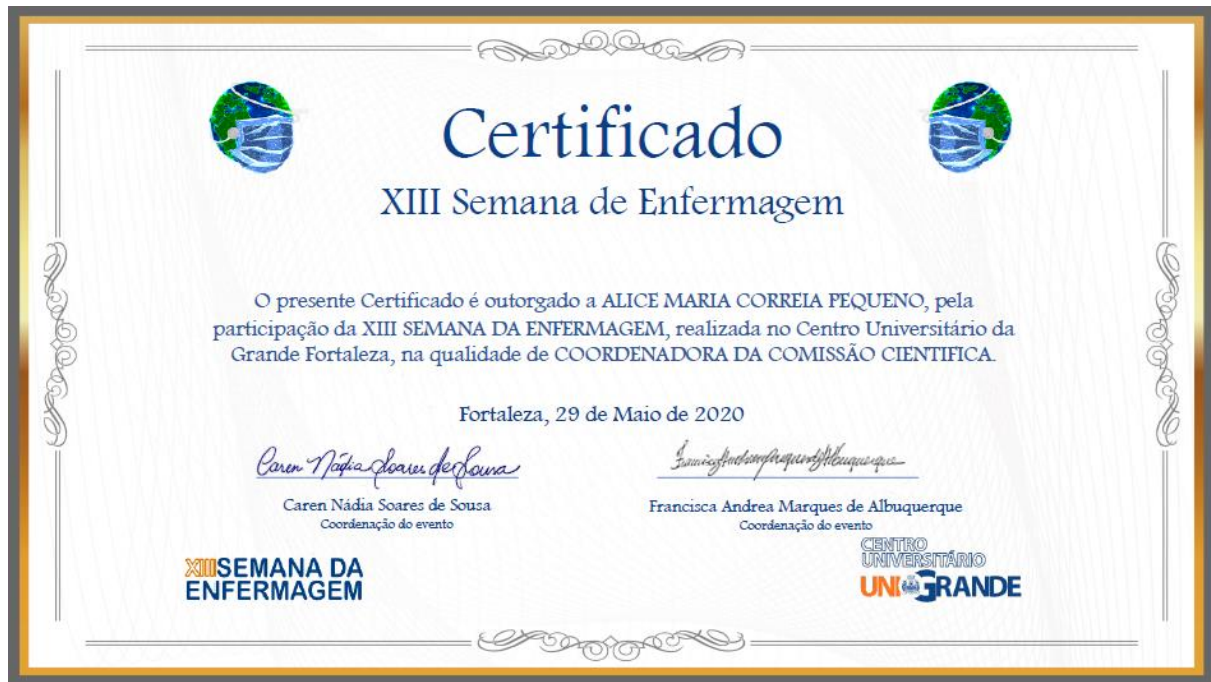 Certificado
XIII Semana de Enfermagem
O presente Certificado é outorgado a ALICE MARIA CORREIA PEQUENO, pela
participação da XIII SEMANA DA ENFERMAGEM, realizada no Centro Universitário da
Grande Fortaleza, na qualidade de COORDENADORA DA COMISSÃO CIENTIFICA.
Fortaleza, 29 de Maio de 2020
Caren Nádia Soares de Sousa
Caren Nádia Soares de Sousa
Coordenação do evento
Francisca Andrea Marques de Albuquerque
Coordenação do evento
XIIISEMANA DA
ENFERMAGEM
CENTRO
UNIVERSITÁRIO
UNIGRANDE